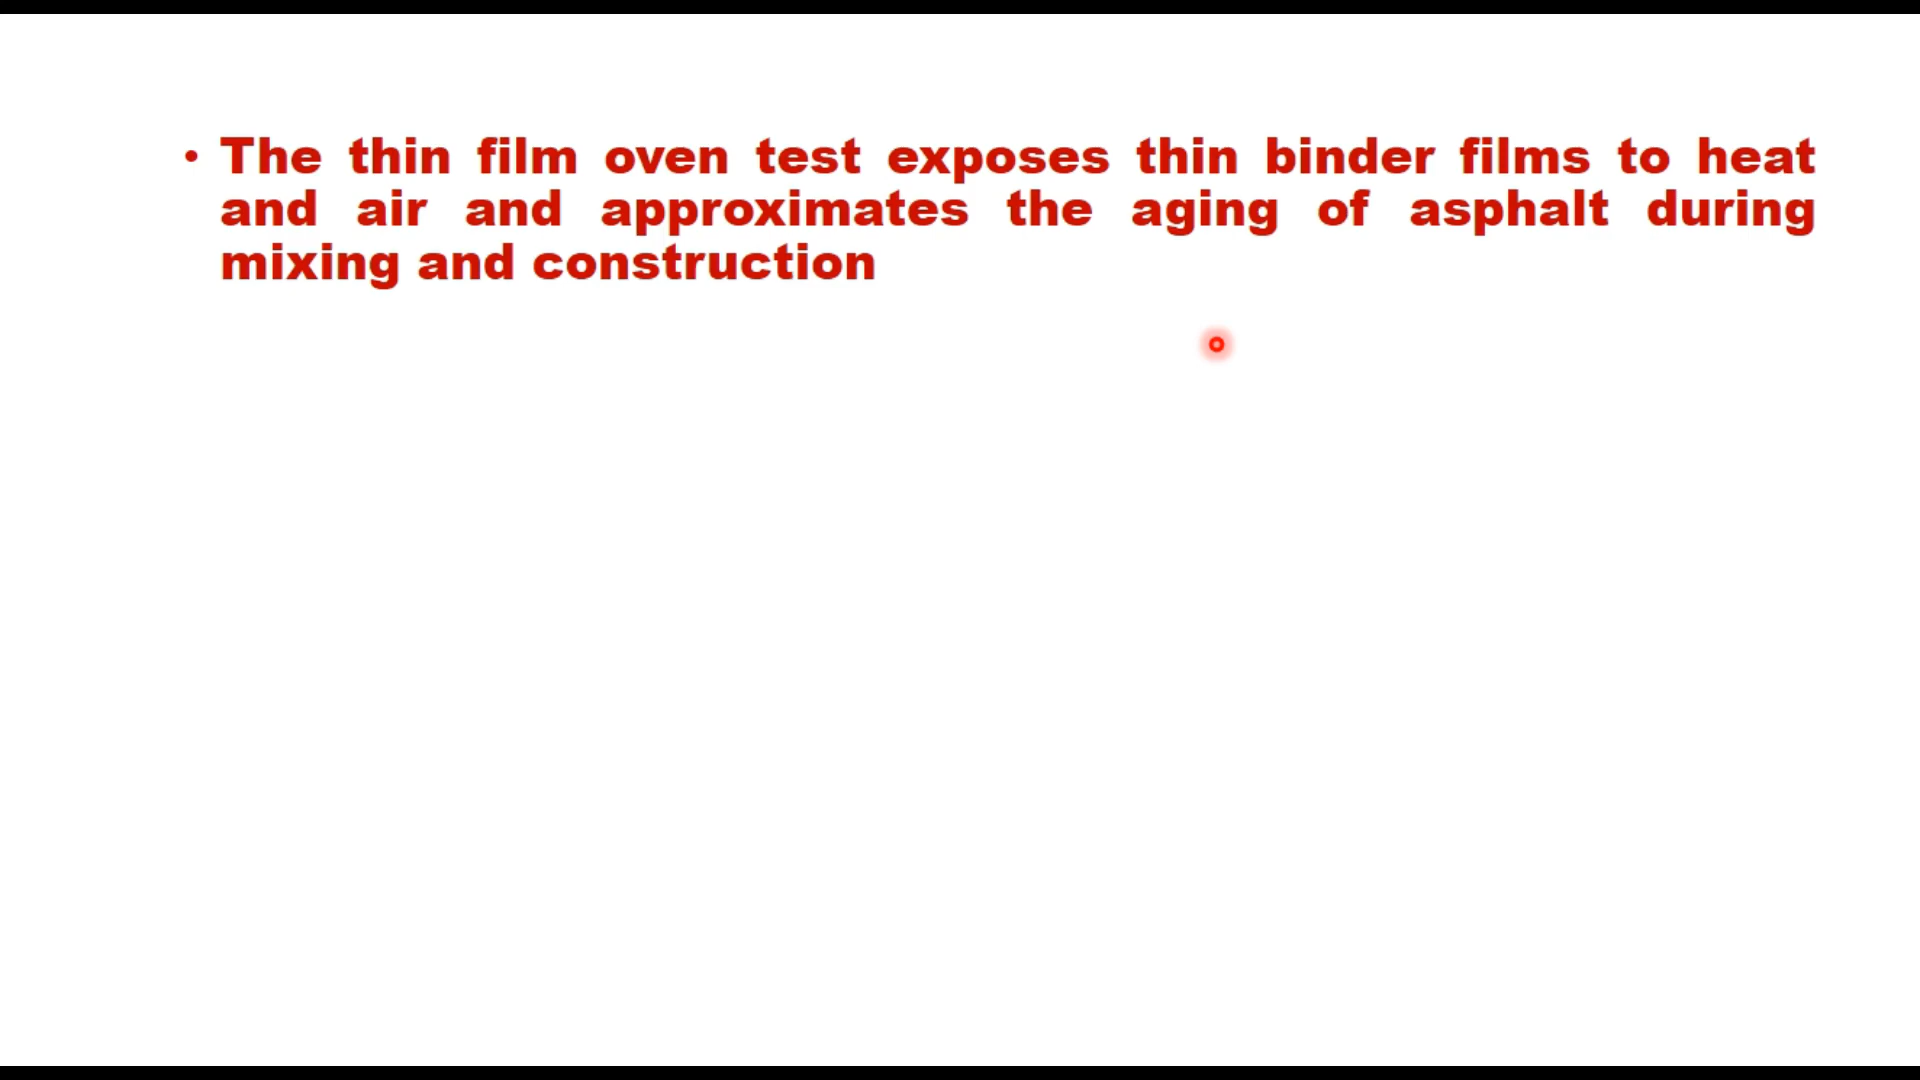 • The thin film oven test exposes thin binder films to heat
and air and approximates the aging of asphalt during
mixing and construction